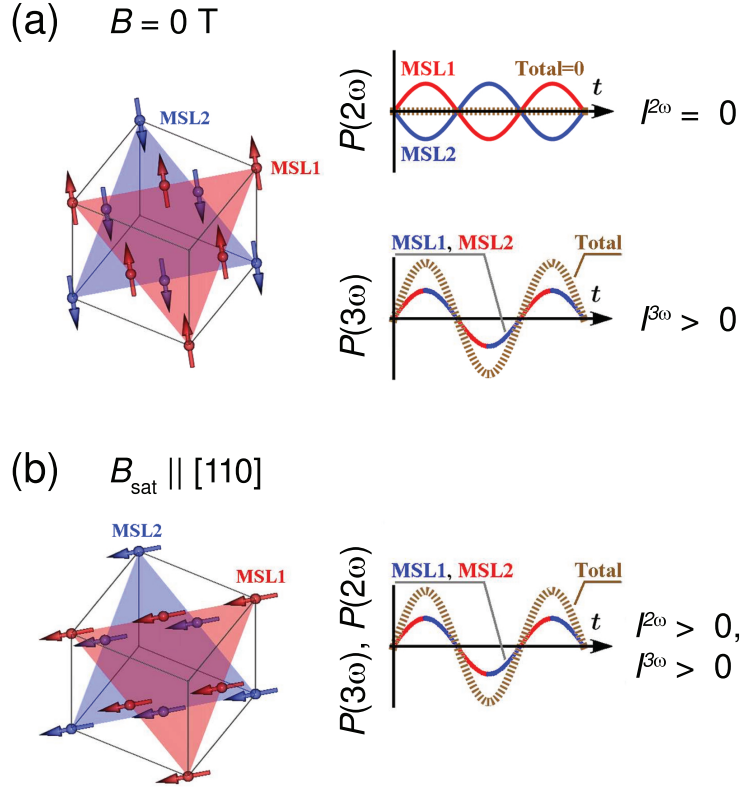 (a) B = 0 T
MSL2
MSL1
P(2ω)
MSL1
Total=0
t
MSL2
I²ω = 0
P(3ω)
MSL1, MSL2
Total
t
I³ω > 0
(b) Bsat || [110]
MSL2
MSL1
P(3ω), P(2ω)
MSL1, MSL2
Total
t
I²ω > 0,
I³ω > 0